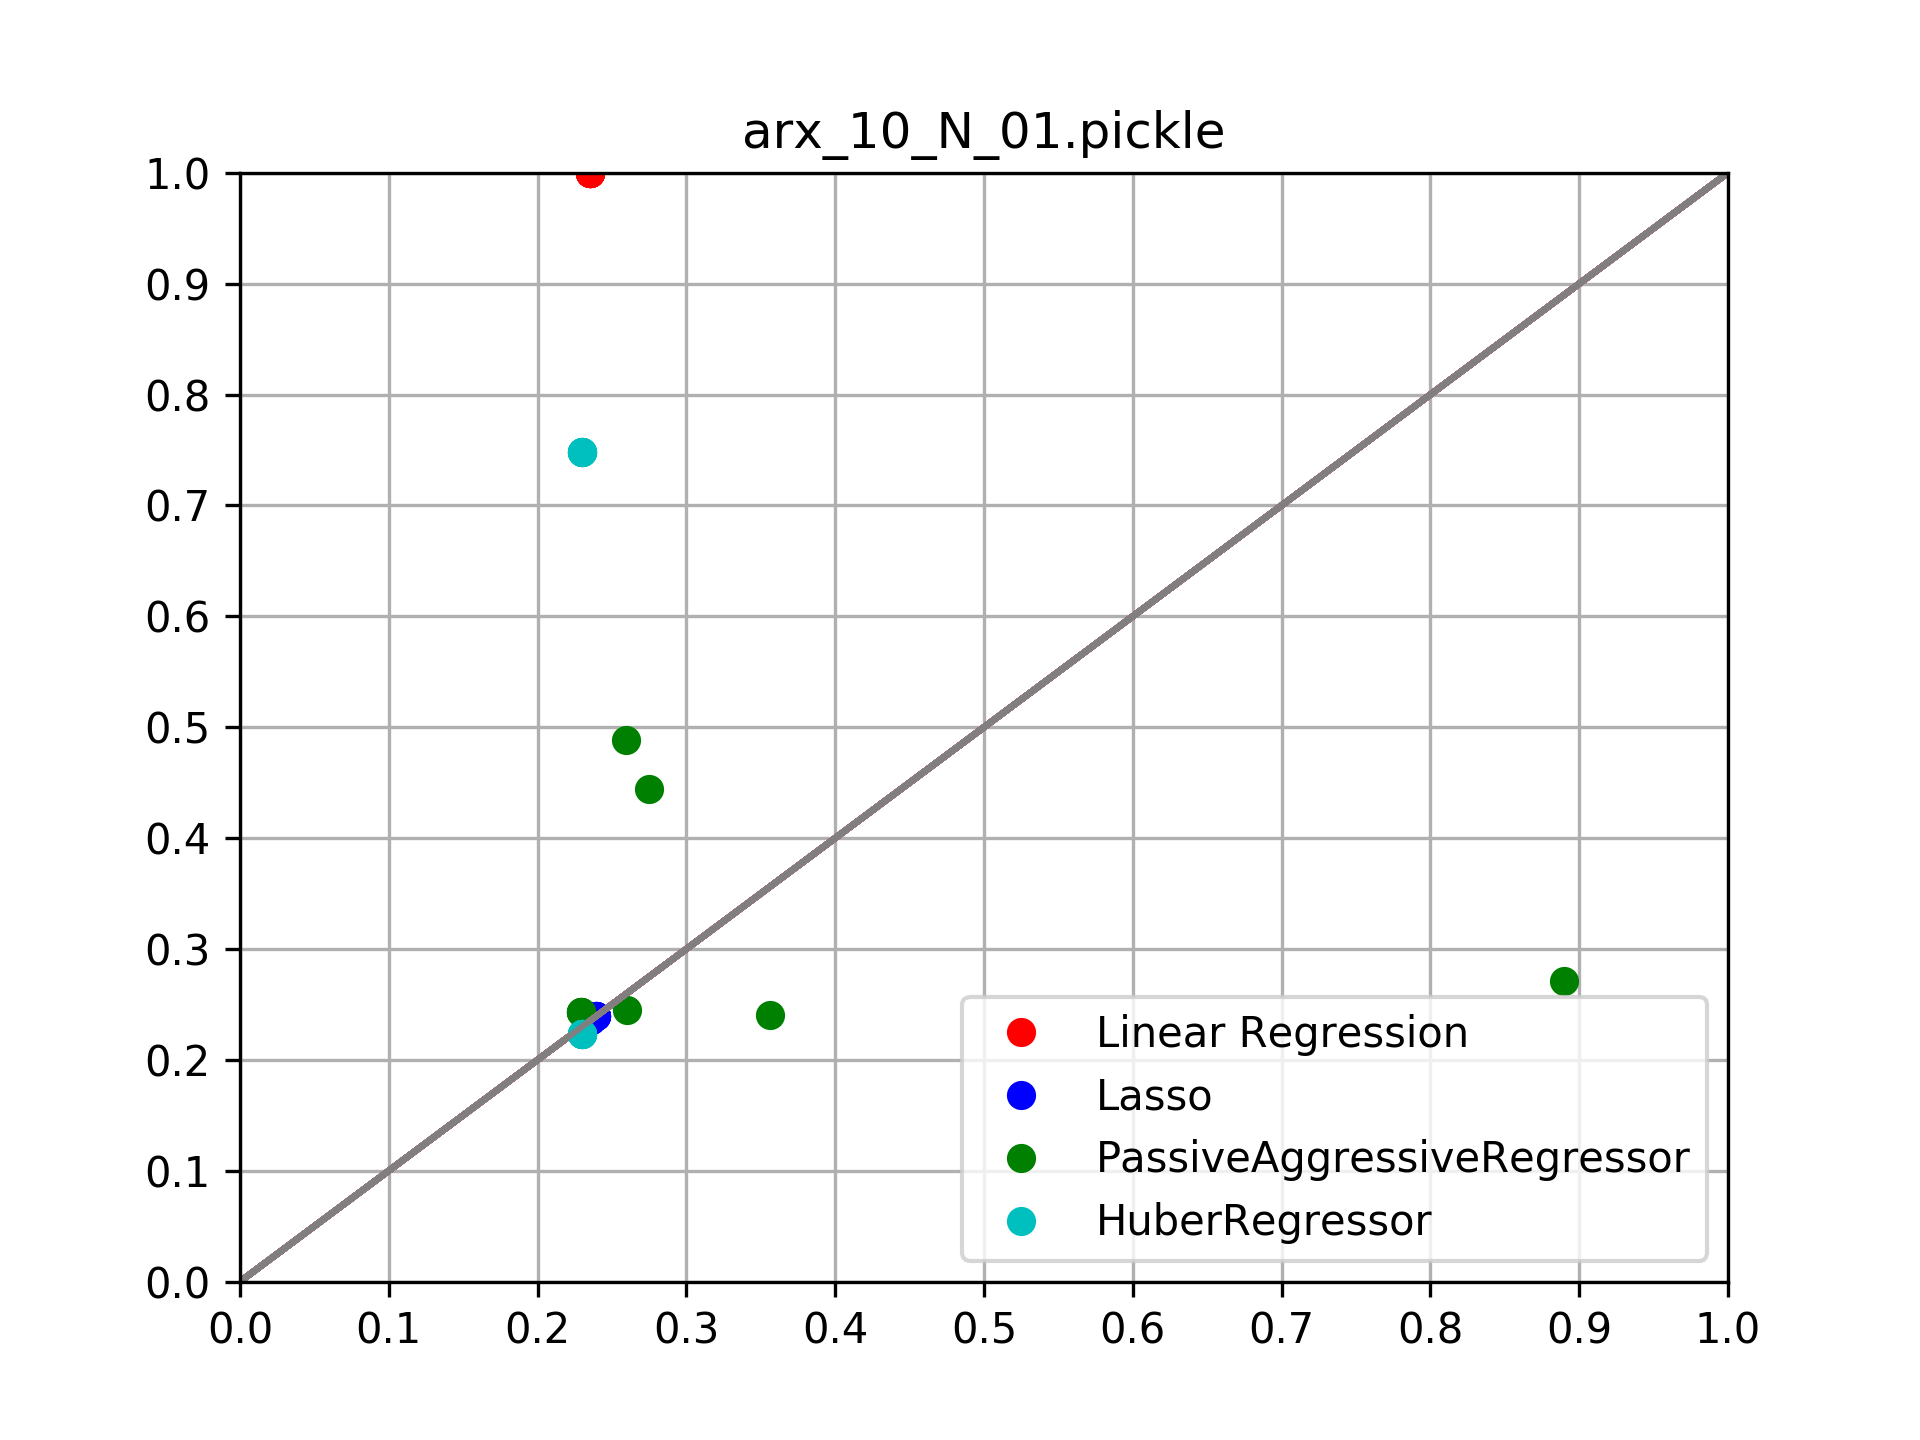 arx_10_N_01.pickle
1.0
0.9
0.8
0.7
0.6
0.5
0.4
0.3
0.2
0.1
0.0
Linear Regression
Lasso
PassiveAggressiveRegressor
HuberRegressor
0.0 0.1 0.2 0.3 0.4 0.5 0.6 0.7 0.8 0.9 1.0